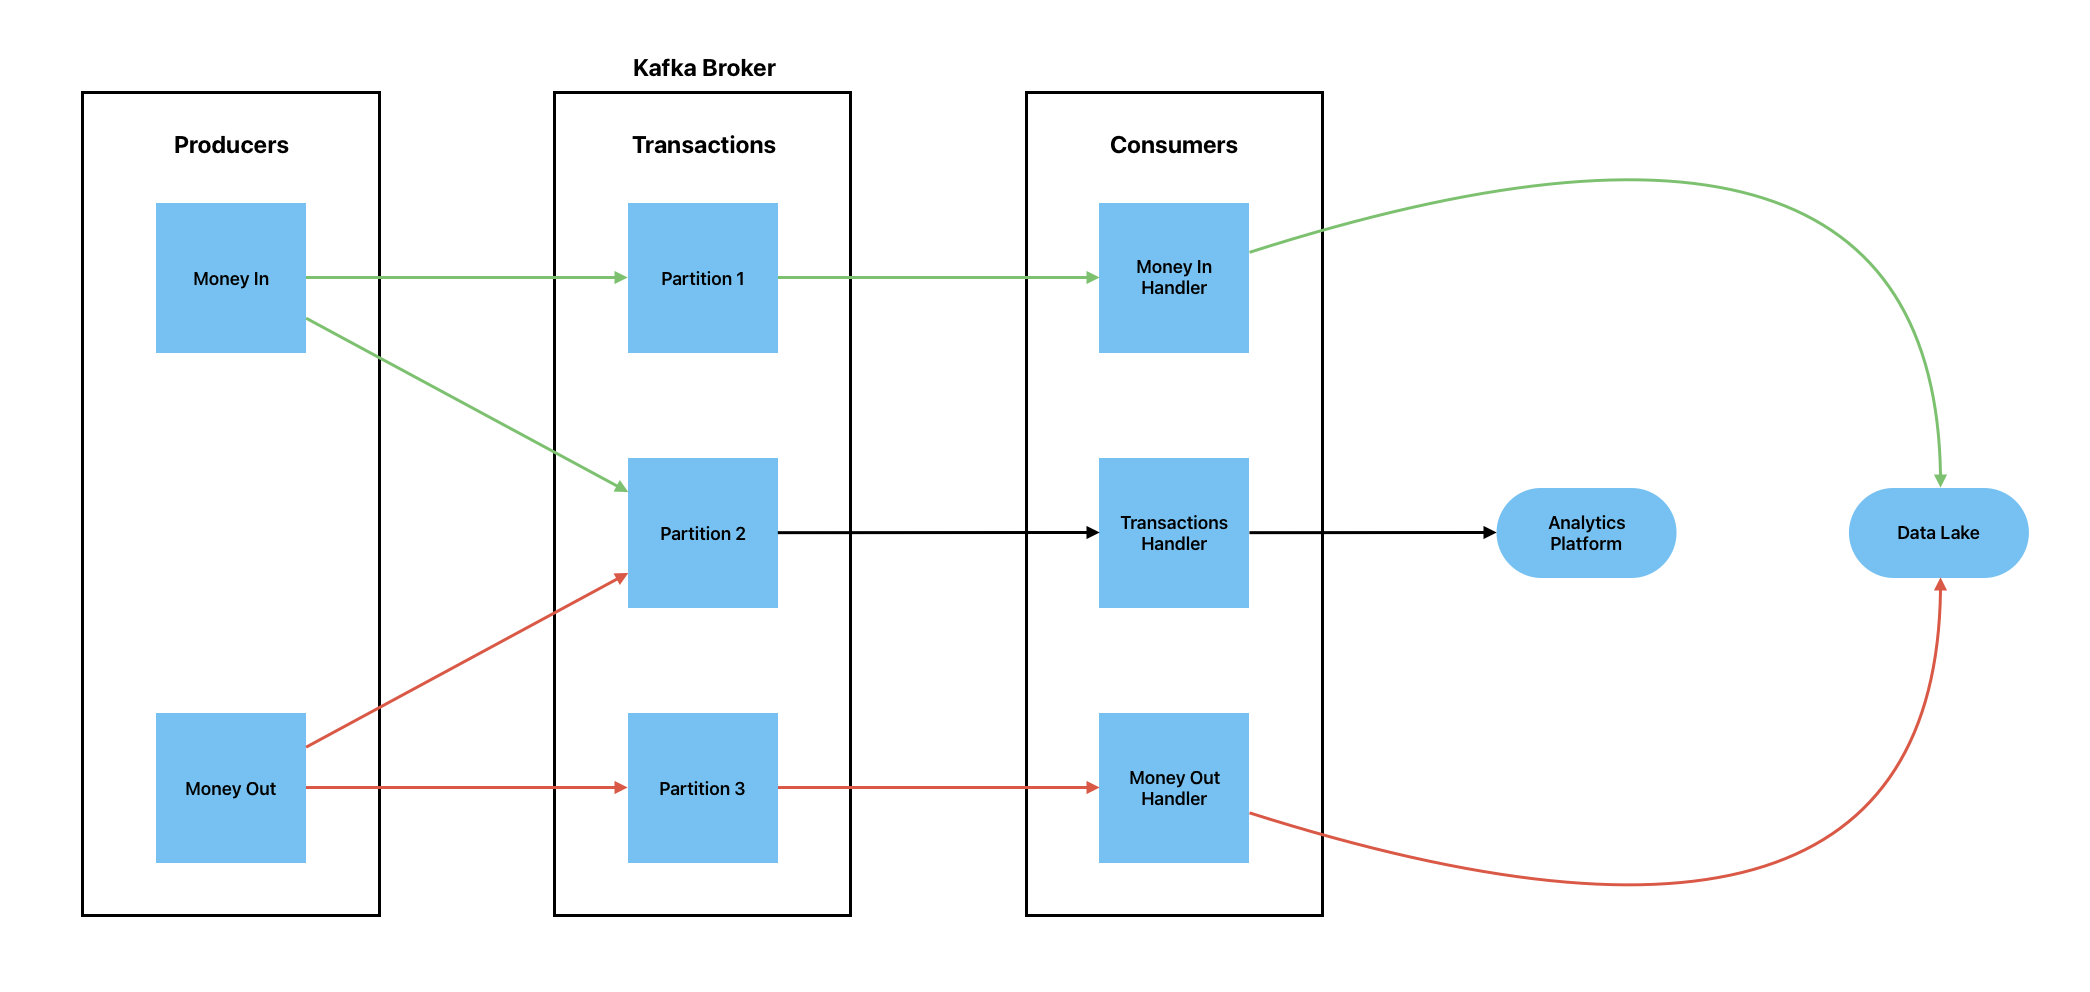 Kafka Broker
Producers
Transactions
Consumers
Money In
Partition 1
Money In
Handler
Partition 2
Transactions
Handler
Analytics
Platform
Data Lake
Money Out
Partition 3
Money Out
Handler